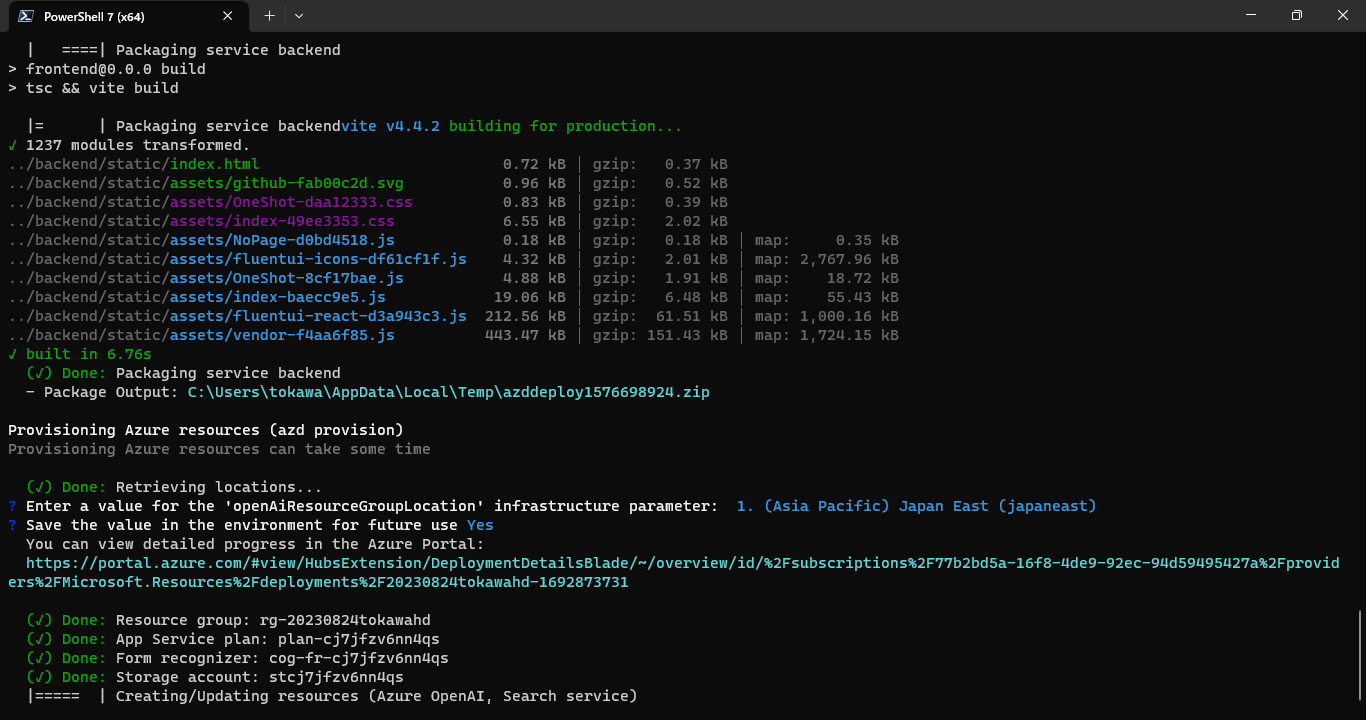 PowerShell 7 (x64)
|   ====| Packaging service backend
> frontend@0.0.0 build
> tsc && vite build
|=      | Packaging service backendvite v4.4.2 building for production...
✓ 1237 modules transformed.
../backend/static/index.html                           0.72 kB │ gzip:   0.37 kB
../backend/static/assets/github-fab00c2d.svg           0.96 kB │ gzip:   0.52 kB
../backend/static/assets/OneShot-daa12333.css          0.83 kB │ gzip:   0.39 kB
../backend/static/assets/index-49ee3353.css            6.55 kB │ gzip:   2.02 kB
../backend/static/assets/NoPage-d0bd4518.js            0.18 kB │ gzip:   0.18 kB │ map:     0.35 kB
../backend/static/assets/fluentui-icons-df61cf1f.js    4.32 kB │ gzip:   2.01 kB │ map: 2,767.96 kB
../backend/static/assets/OneShot-8cf17bae.js           4.88 kB │ gzip:   1.91 kB │ map:    18.72 kB
../backend/static/assets/index-baecc9e5.js            19.06 kB │ gzip:   6.48 kB │ map:    55.43 kB
../backend/static/assets/fluentui-react-d3a943c3.js  212.56 kB │ gzip:  61.51 kB │ map: 1,000.16 kB
../backend/static/assets/vendor-f4aa6f85.js          443.47 kB │ gzip: 151.43 kB │ map: 1,724.15 kB
✓ built in 6.76s
(✓) Done: Packaging service backend
- Package Output: C:\Users\tokawa\AppData\Local\Temp\azddeploy1576698924.zip
Provisioning Azure resources (azd provision)
Provisioning Azure resources can take some time
(✓) Done: Retrieving locations...
? Enter a value for the 'openAiResourceGroupLocation' infrastructure parameter:  1. (Asia Pacific) Japan East (japaneast)
? Save the value in the environment for future use Yes
You can view detailed progress in the Azure Portal:
https://portal.azure.com/#view/HubsExtension/DeploymentDetailsBlade/~/overview/id/%2Fsubscriptions%2F77b2bd5a-16f8-4de9-92ec-94d59495427a%2Fprovid
ers%2FMicrosoft.Resources%2Fdeployments%2F20230824tokawahd-1692873731
(✓) Done: Resource group: rg-20230824tokawahd
(✓) Done: App Service plan: plan-cj7jfzv6nn4qs
(✓) Done: Form recognizer: cog-fr-cj7jfzv6nn4qs
(✓) Done: Storage account: stcj7jfzv6nn4qs
|=====  | Creating/Updating resources (Azure OpenAI, Search service)